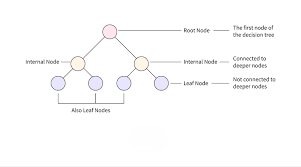 Root Node
The first node of
the decision tree
Internal Node
Internal Node
Connected to
deeper nodes.
Leaf Node
Not connected to
deeper nodes.
Also Leaf Nodes